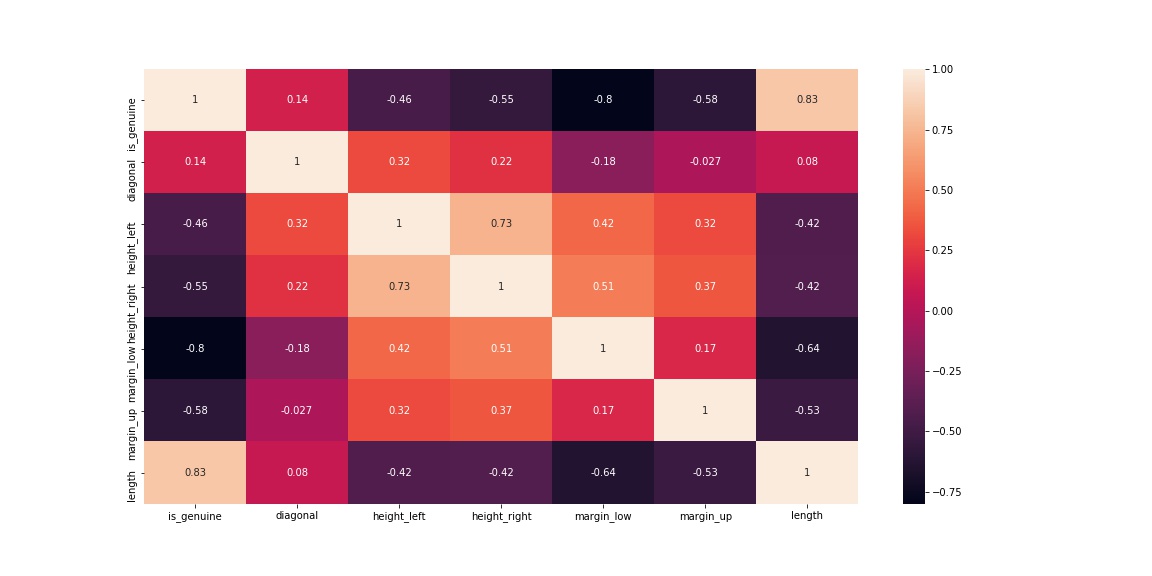 is_genuine 1 0.14 -0.46 -0.55 -0.8 -0.58 0.83
diagonal 0.14 1 0.32 0.22 -0.18 -0.027 0.08
height_left -0.46 0.32 1 0.73 0.42 0.32 -0.42
height_right -0.55 0.22 0.73 1 0.51 0.37 -0.42
margin_low -0.8 -0.18 0.42 0.51 1 0.17 -0.64
margin_up -0.58 -0.027 0.32 0.37 0.17 1 -0.53
length 0.83 0.08 -0.42 -0.42 -0.64 -0.53 1
is_genuine diagonal height_left height_right margin_low margin_up length
1.00
0.75
0.50
0.25
0.00
−0.25
−0.50
−0.75